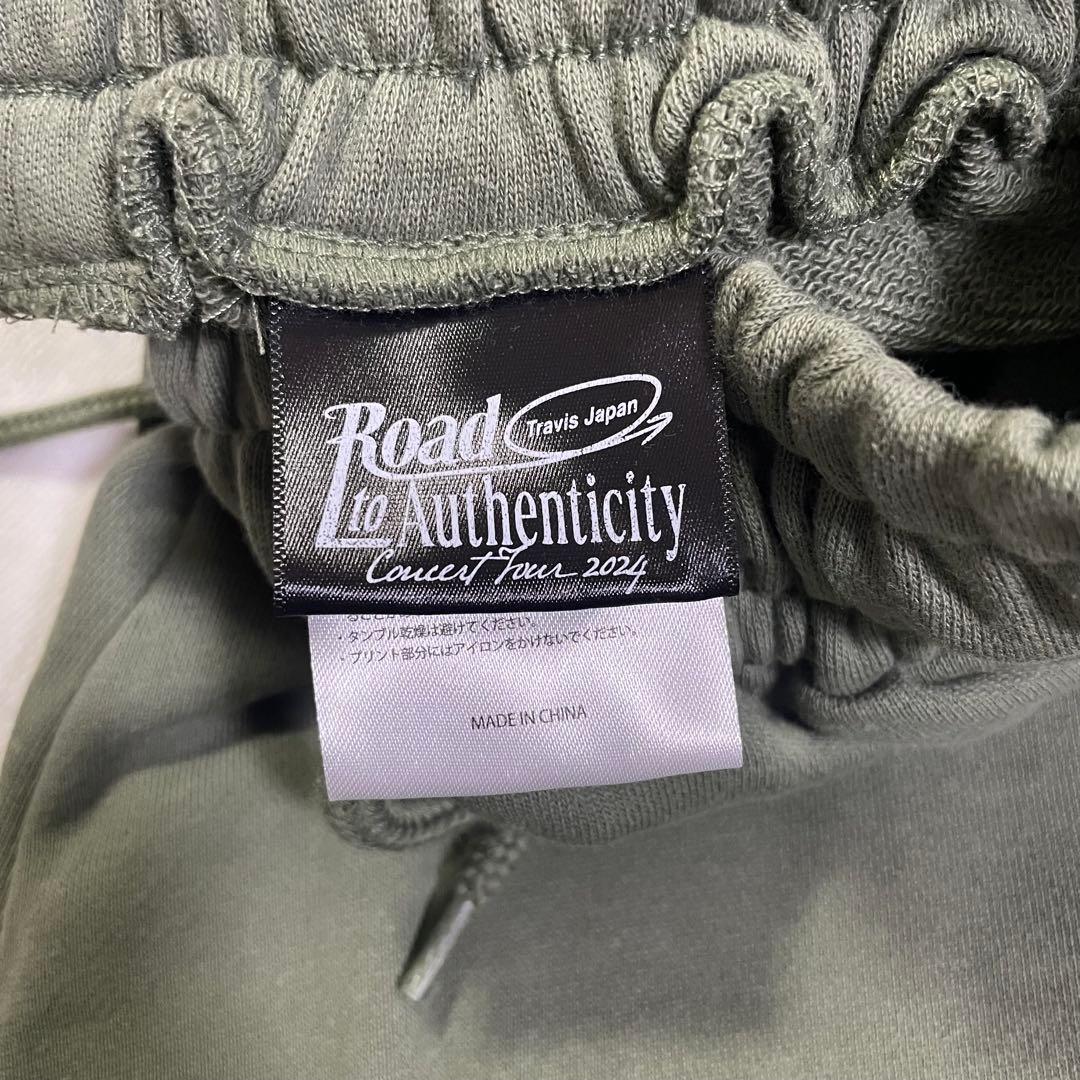 Road
Travis Japan
to Authenticity
Concert Tour 2024
・タンブル乾燥は避けてください。
・プリント部分にはアイロンをかけないでください。
MADE IN CHINA